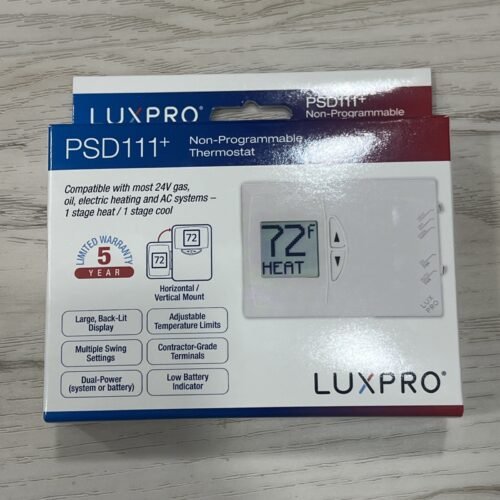 LUXPRO®
PSD111+
Non-Programmable
PSD111+
Non-Programmable
Thermostat
Compatible with most 24V gas,
oil, electric heating and AC systems –
1 stage heat / 1 stage cool
LIMITED WARRANTY
5
YEAR
72
72
Horizontal /
Vertical Mount
72F
HEAT
LUX
PRO
Large, Back-Lit
Display
Adjustable
Temperature Limits
Multiple Swing
Settings
Contractor-Grade
Terminals
Dual-Power
(system or battery)
Low Battery
Indicator
LUXPRO®